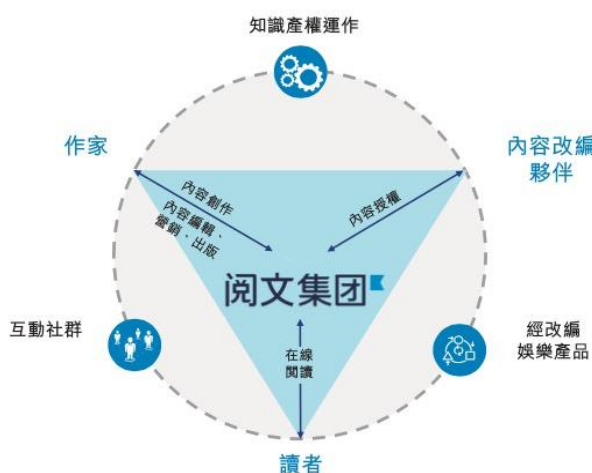 知識產權運作
作家
內容改編
夥伴
內容創作
內容編輯、
營銷、出版
內容授權
阅文集团
互動社群
在線
閱讀
經改編
娛樂產品
讀者